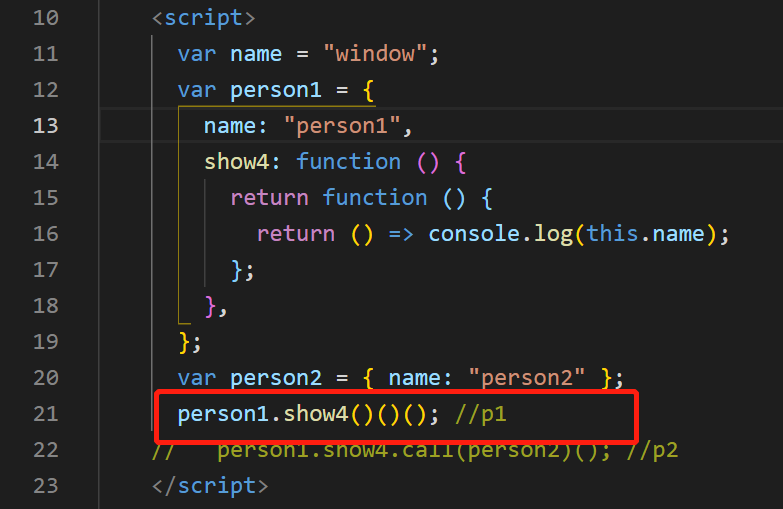 10 <script>
11 var name = "window";
12 var person1 = {
13 name: "person1",
14 show4: function () {
15 return function () {
16 return () => console.log(this.name);
17 };
18 },
19 };
20 var person2 = { name: "person2" };
21 person1.show4()()(); //p1
22 // person1.show4.call(person2)(); //p2
23 </script>